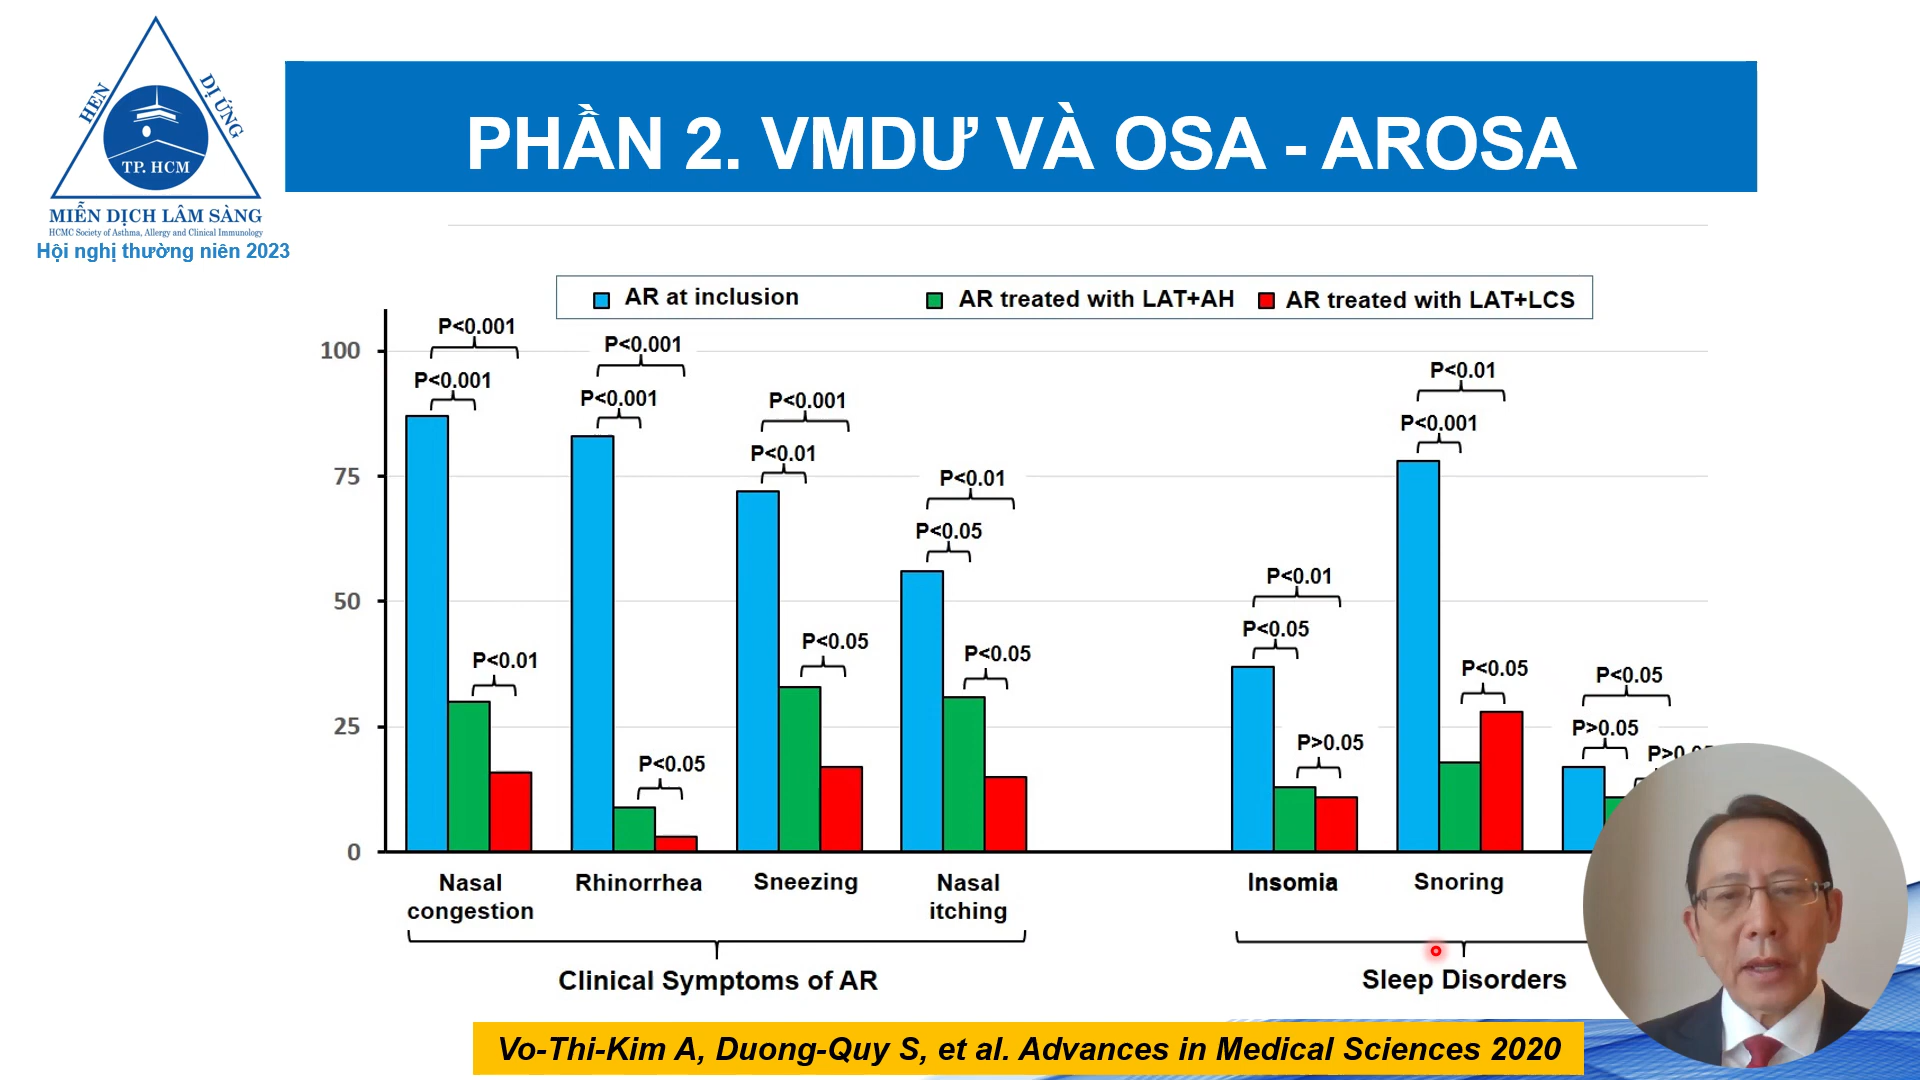 HEN
DỊ ỨNG
TP. HCM
MIỄN DỊCH LÂM SÀNG
HCMC Society of Asthma, Allergy and Clinical Immunology
Hội nghị thường niên 2023
PHẦN 2. VMDƯ VÀ OSA - AROSA
AR at inclusion
AR treated with LAT+AH
AR treated with LAT+LCS
100
75
50
25
0
P<0.001
P<0.001
P<0.01
P<0.001
P<0.001
P<0.05
P<0.001
P<0.01
P<0.05
P<0.01
P<0.05
P<0.05
P<0.01
P<0.05
P>0.05
P<0.01
P<0.001
P<0.05
P<0.05
P>0.05
Nasal
congestion
Rhinorrhea
Sneezing
Nasal
itching
Insomia
Snoring
Clinical Symptoms of AR
Sleep Disorders
Vo-Thi-Kim A, Duong-Quy S, et al. Advances in Medical Sciences 2020